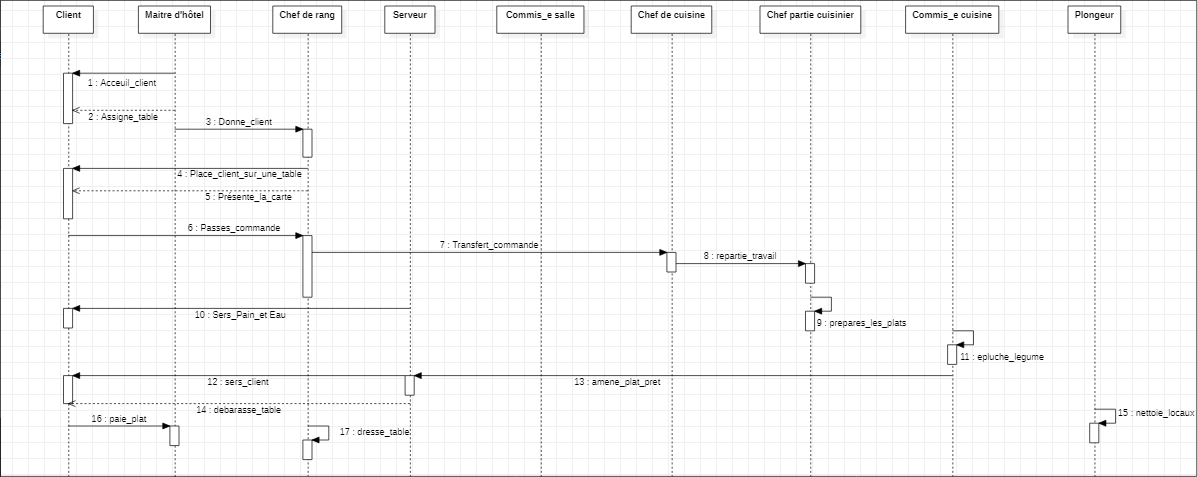 Client
Maitre d'hôtel
Chef de rang
Serveur
Commis_e salle
Chef de cuisine
Chef partie cuisinier
Commis_e cuisine
Plongeur
1 : Acceuil_client
2 : Assigne_table
3 : Donne_client
4 : Place_client_sur_une_table
5 : Présente_la_carte
6 : Passes_commande
7 : Transfert_commande
8 : repartie_travail
10 : Sers_Pain_et Eau
9 : prepares_les_plats
11 : epluche_legume
12 : sers_client
13 : amene_plat_pret
14 : debarasse_table
15 : nettoie_locaux
16 : paie_plat
17 : dresse_table